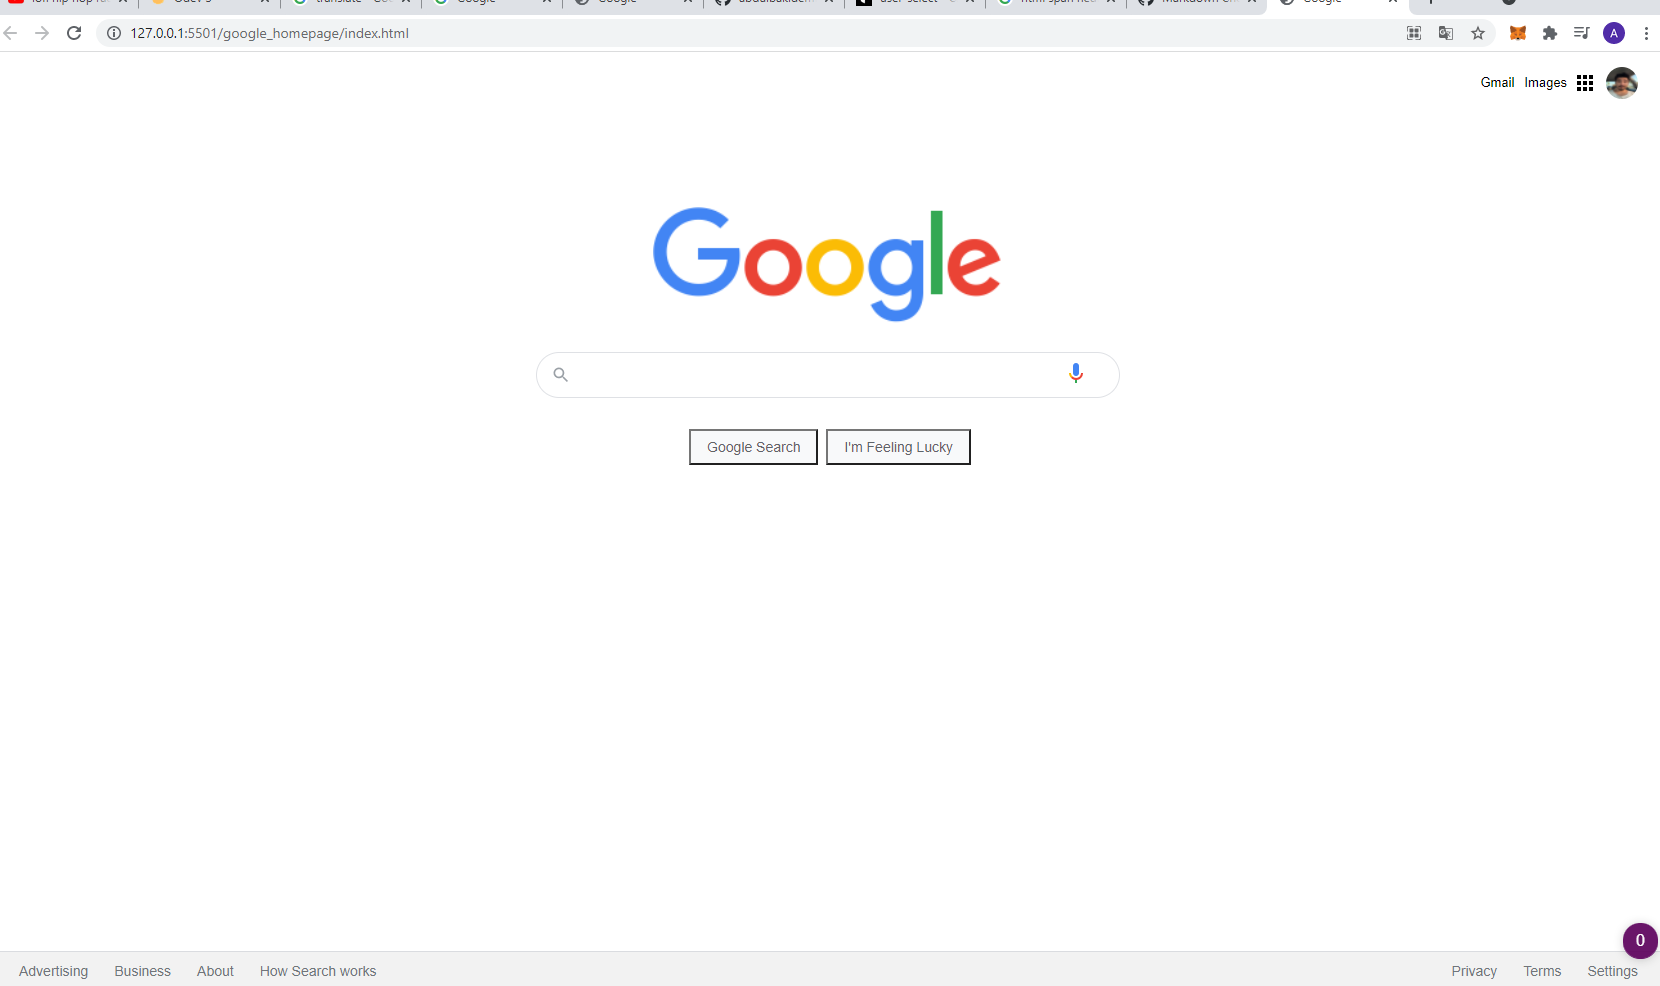 127.0.0.1:5501/google_homepage/index.html
A
Gmail Images
Google
Google Search I'm Feeling Lucky
0
Advertising Business About How Search works Privacy Terms Settings